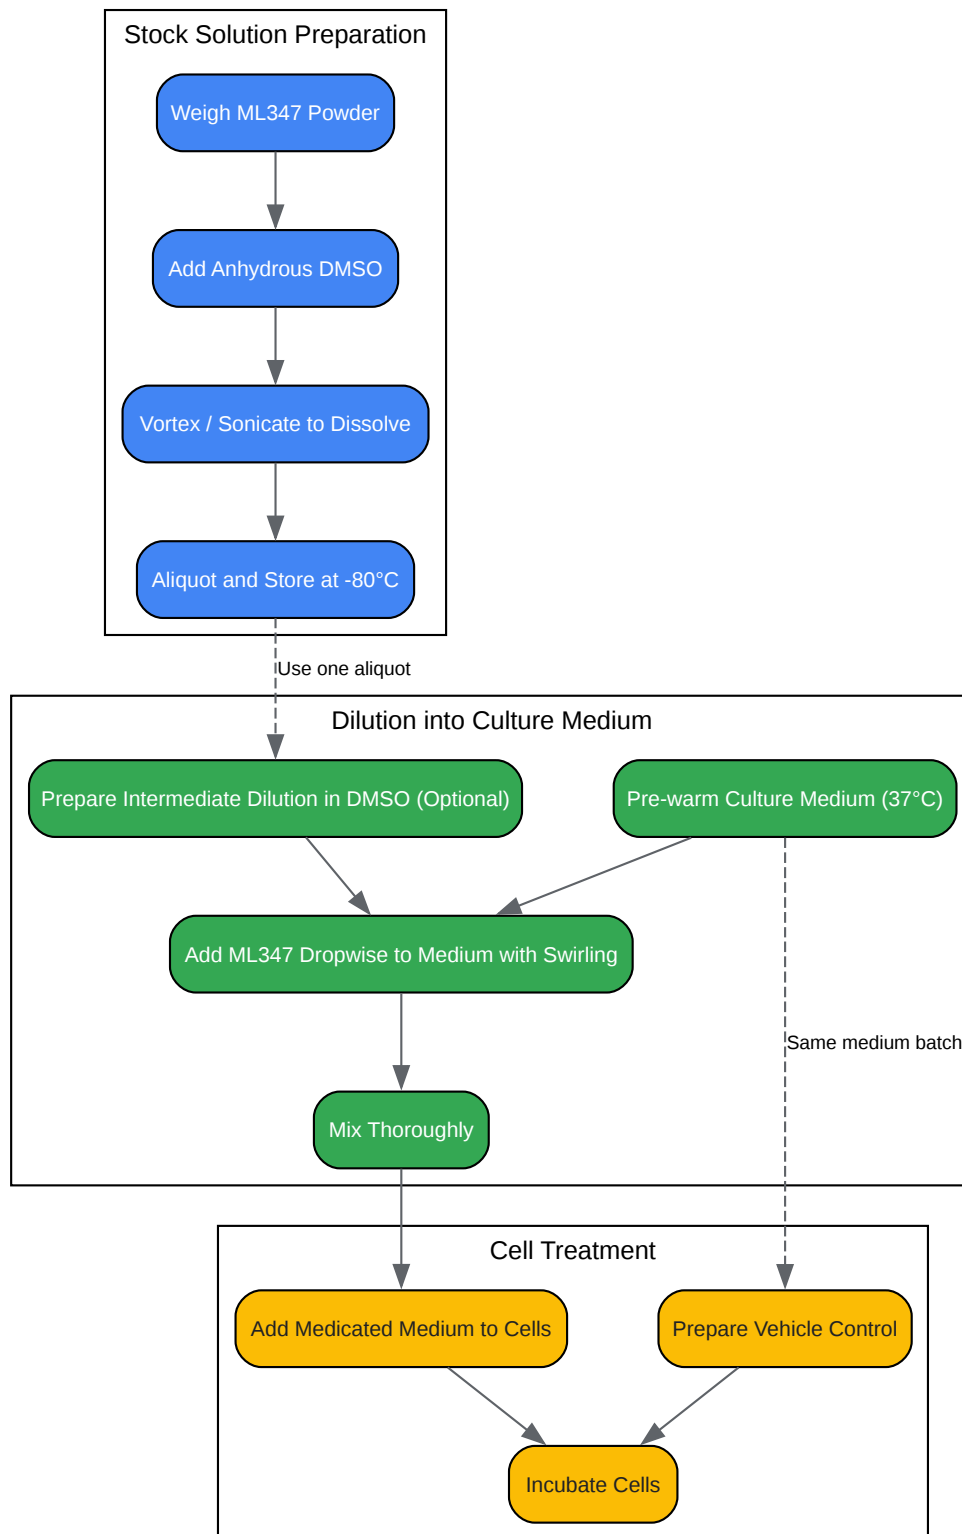 Stock Solution Preparation
Weigh ML347 Powder
Add Anhydrous DMSO
Vortex / Sonicate to Dissolve
Aliquot and Store at -80°C
Use one aliquot
Dilution into Culture Medium
Prepare Intermediate Dilution in DMSO (Optional)
Pre-warm Culture Medium (37°C)
Add ML347 Dropwise to Medium with Swirling
Same medium batch
Mix Thoroughly
Cell Treatment
Add Medicated Medium to Cells
Prepare Vehicle Control
Incubate Cells